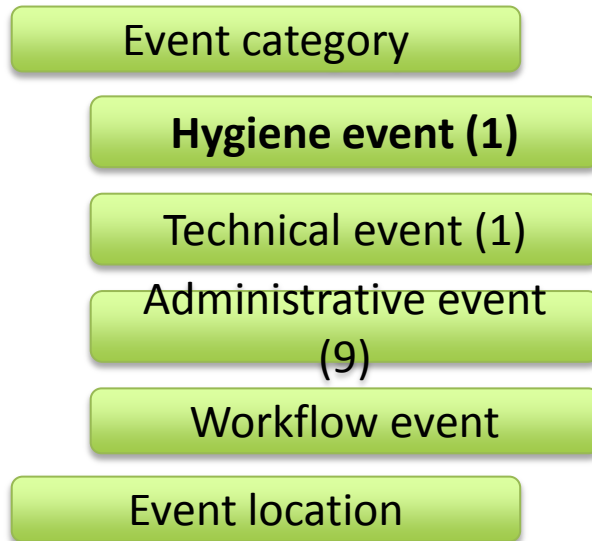 Event category
Hygiene event (1)
Technical event (1)
Administrative event
(9)
Workflow event
Event location